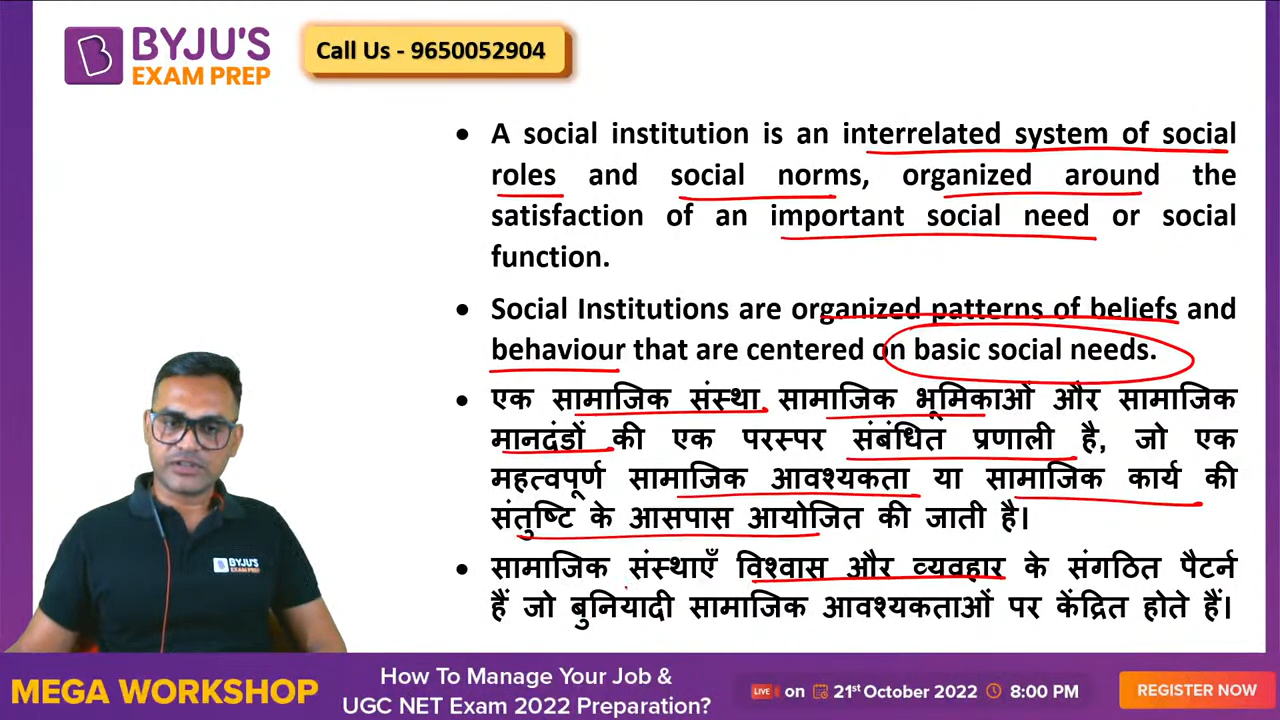 BYJU'S
EXAM PREP
Call Us - 9650052904
• A social institution is an interrelated system of social
roles and social norms, organized around the
satisfaction of an important social need or social
function.
• Social Institutions are organized patterns of beliefs and
behaviour that are centered on basic social needs.
• एक सामाजिक संस्था सामाजिक भूमिकाओं और सामाजिक
मानदंडों की एक परस्पर संबंधित प्रणाली है, जो एक
महत्वपूर्ण सामाजिक आवश्यकता या सामाजिक कार्य की
संतुष्टि के आसपास आयोजित की जाती है।
• सामाजिक संस्थाएँ विश्वास और व्यवहार के संगठित पैटर्न
हैं जो बुनियादी सामाजिक आवश्यकताओं पर केंद्रित होते हैं।
BYJU'S
EXAM PREP
MEGA WORKSHOP
How To Manage Your Job &
UGC NET Exam 2022 Preparation?
LIVE on 21st October 2022 8:00 PM
REGISTER NOW